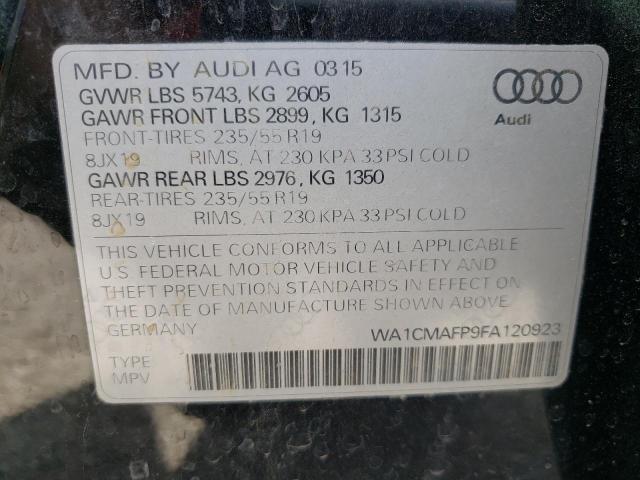 MFD. BY AUDI AG 0315
GVWR LBS 5743, KG 2605
GAWR FRONT LBS 2899, KG 1315
FRONT-TIRES 235/55 R19
8JX19 RIMS, AT 230 KPA 33 PSI COLD
GAWR REAR LBS 2976, KG 1350
REAR-TIRES 235/55 R19
8JX19 RIMS, AT 230 KPA 33 PSI COLD
Audi
THIS VEHICLE CONFORMS TO ALL APPLICABLE
U.S. FEDERAL MOTOR VEHICLE SAFETY AND
THEFT PREVENTION STANDARDS IN EFFECT ON
THE DATE OF MANUFACTURE SHOWN ABOVE
GERMANY
WA1CMAFP9FA120923
TYPE
MPV